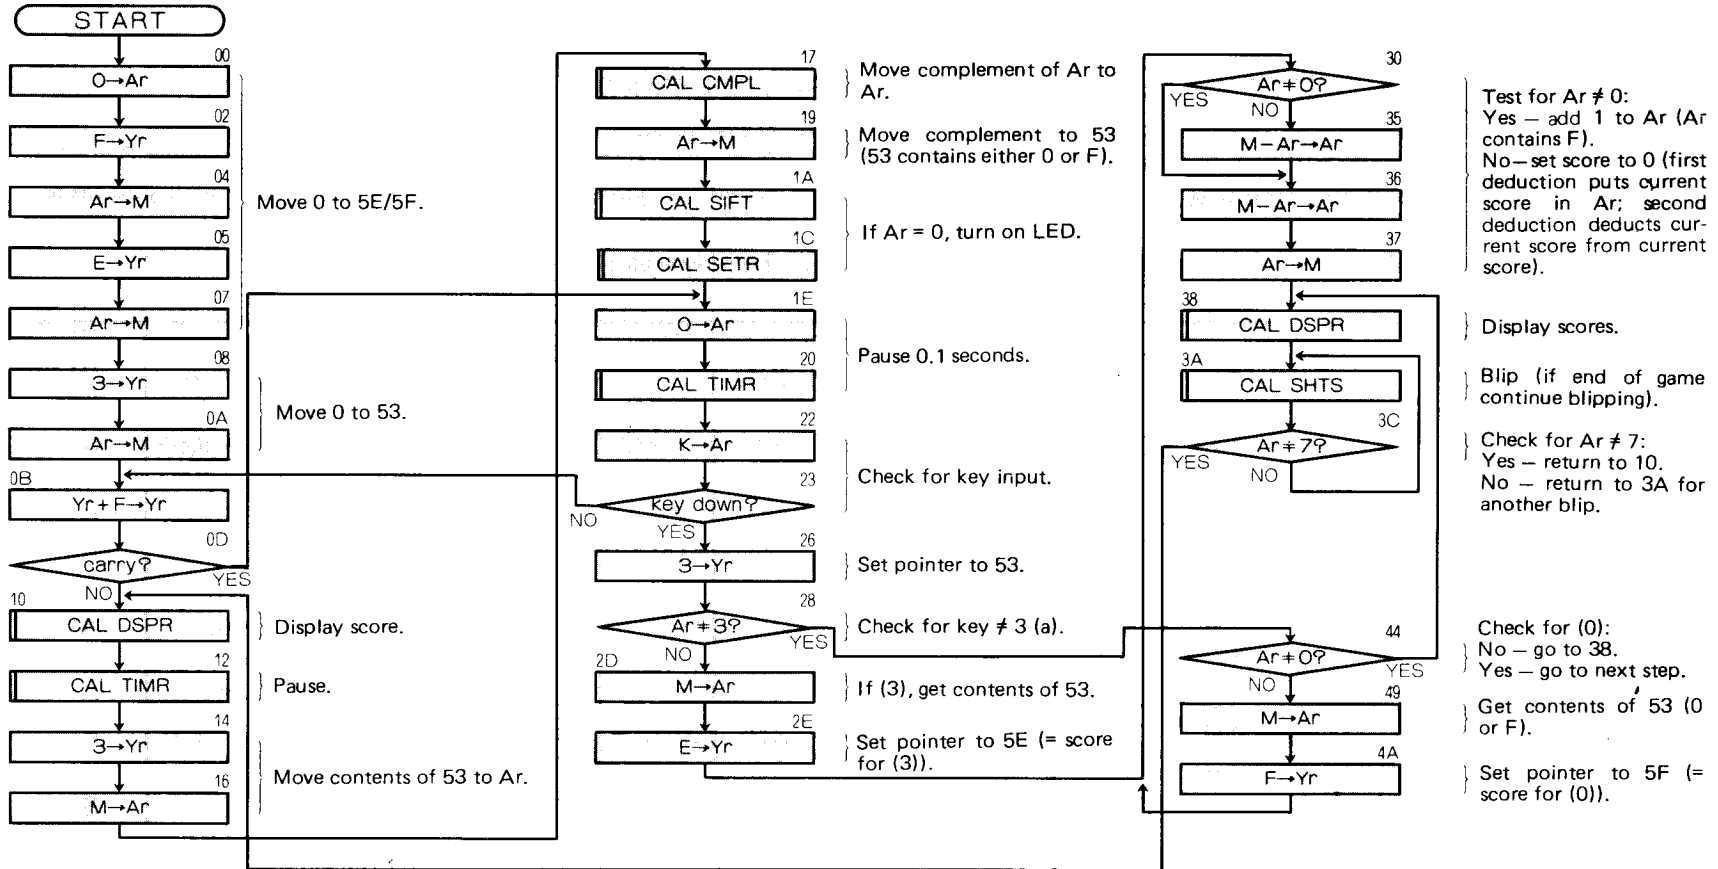 START
00
O→Ar
02
F→Yr
04
Ar→M
05
E→Yr
07
Ar→M
Move 0 to 5E/5F.
08
3→Yr
0A
Ar→M
Move 0 to 53.
0B
Yr + F→Yr
0D
carry?
YES
NO
10
CAL DSPR
Display score.
12
CAL TIMR
Pause.
14
3→Yr
16
M→Ar
Move contents of 53 to Ar.
17
CAL CMPL
Move complement of Ar to
Ar.
19
Ar→M
Move complement to 53
(53 contains either 0 or F).
1A
CAL SIFT
1C
CAL SETR
If Ar = 0, turn on LED.
1E
O→Ar
20
CAL TIMR
Pause 0.1 seconds.
22
K→Ar
23
key down?
NO
YES
Check for key input.
26
3→Yr
Set pointer to 53.
28
Ar≠3?
YES
NO
Check for key ≠ 3 (a).
2D
M→Ar
If (3), get contents of 53.
2E
E→Yr
Set pointer to 5E (= score
for (3)).
30
Ar≠0?
YES
NO
35
M−Ar→Ar
36
M−Ar→Ar
37
Ar→M
Test for Ar ≠ 0:
Yes — add 1 to Ar (Ar
contains F).
No—set score to 0 (first
deduction puts current
score in Ar; second
deduction deducts cur-
rent score from current
score).
38
CAL DSPR
Display scores.
3A
CAL SHTS
Blip (if end of game
continue blipping).
3C
Ar≠7?
YES
NO
Check for Ar ≠ 7:
Yes — return to 10.
No — return to 3A for
another blip.
44
Ar≠0?
YES
NO
Check for (0):
No — go to 38.
Yes — go to next step.
49
M→Ar
Get contents of 53 (0
or F).
4A
F→Yr
Set pointer to 5F (=
score for (0)).